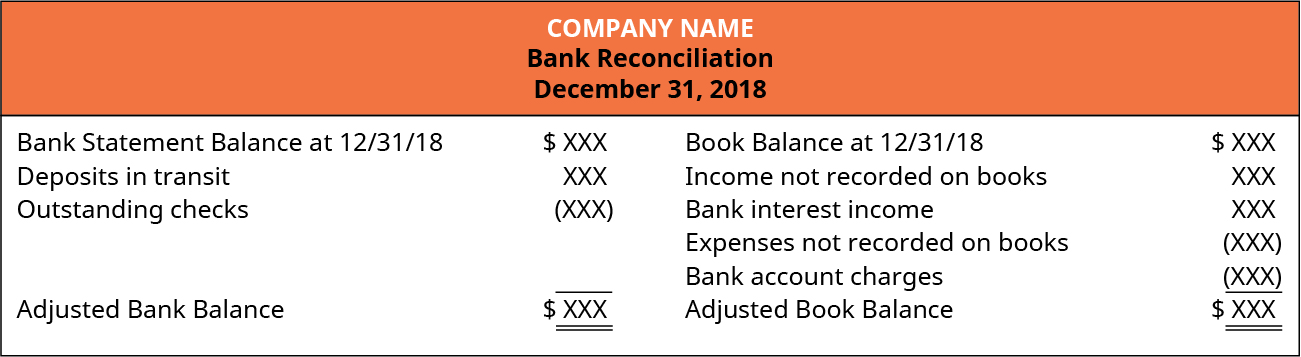 COMPANY NAME
Bank Reconciliation
December 31, 2018
Bank Statement Balance at 12/31/18 $ XXX Book Balance at 12/31/18 $ XXX
Deposits in transit XXX Income not recorded on books XXX
Outstanding checks (XXX) Bank interest income XXX
Expenses not recorded on books (XXX)
Bank account charges (XXX)
Adjusted Bank Balance $ XXX Adjusted Book Balance $ XXX